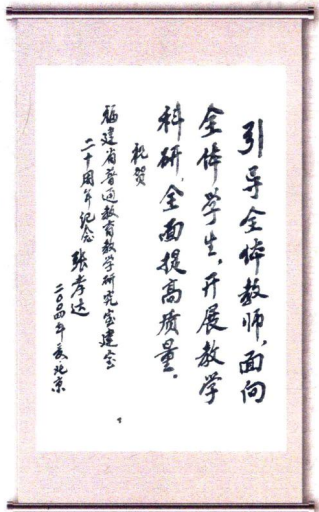 引导全体教师，面向
全体学生，开展教学
科研，全面提高质量。
祝贺
福建省普通教育教学研究室建室
二十周年纪念 张孝达
二〇〇四年夏·北京